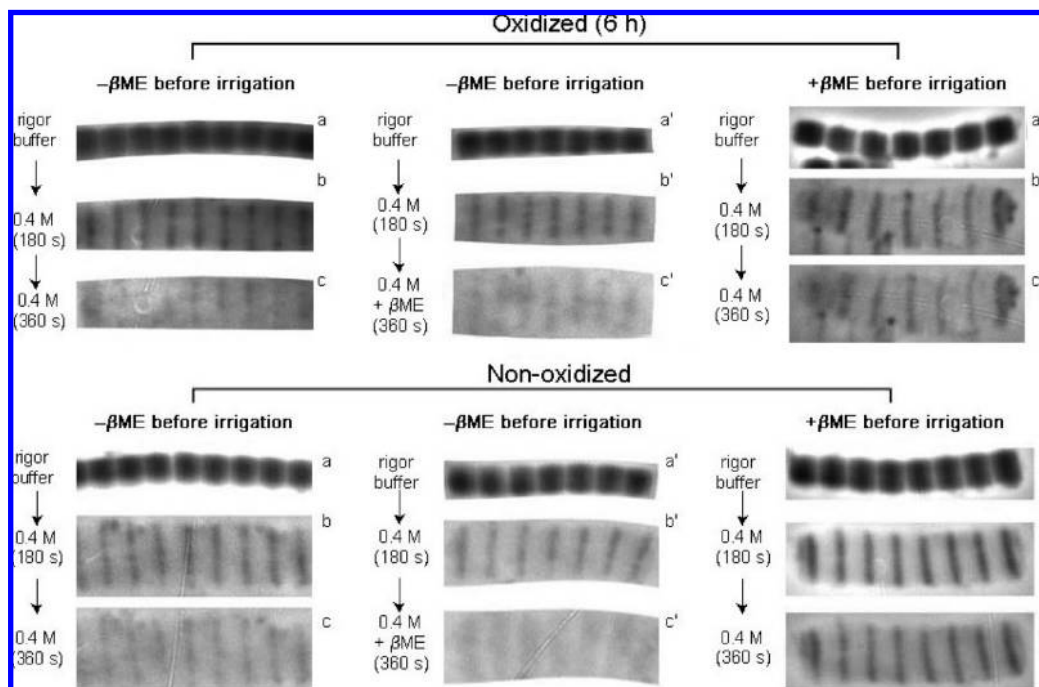 Oxidized (6 h)
–βME before irrigation
–βME before irrigation
+βME before irrigation
rigor
buffer
a
0.4 M
(180 s)
b
0.4 M
(360 s)
c
rigor
buffer
a'
0.4 M
(180 s)
b'
0.4 M
+ βME
(360 s)
c'
rigor
buffer
a
0.4 M
(180 s)
b
0.4 M
(360 s)
c
Non-oxidized
–βME before irrigation
–βME before irrigation
+βME before irrigation
rigor
buffer
a
0.4 M
(180 s)
b
0.4 M
(360 s)
c
rigor
buffer
a'
0.4 M
(180 s)
b'
0.4 M
+ βME
(360 s)
c'
rigor
buffer
0.4 M
(180 s)
0.4 M
(360 s)